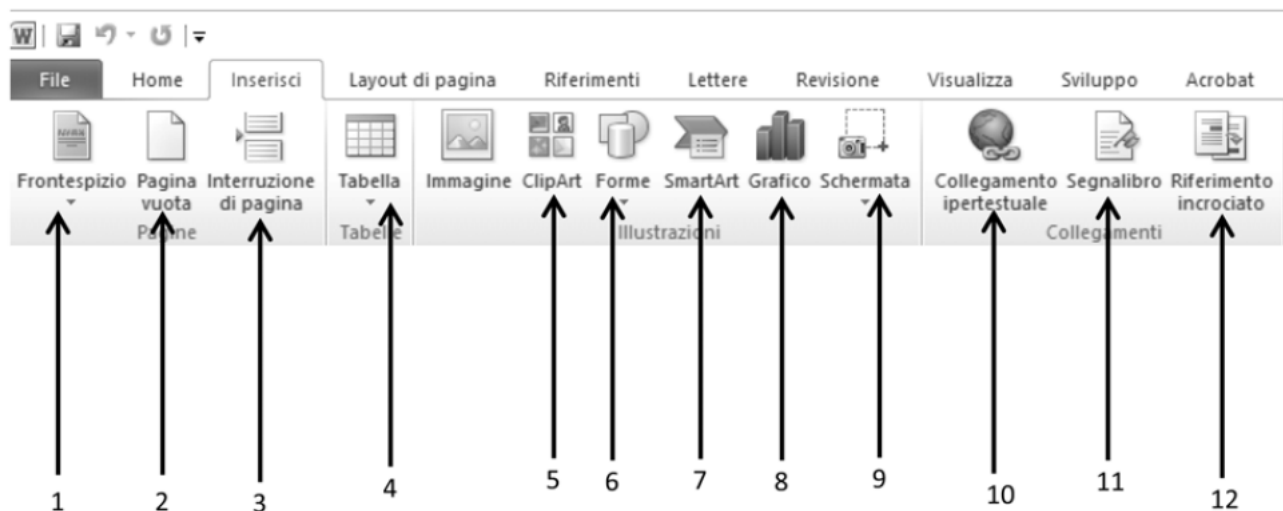 W
File Home Inserisci Layout di pagina Riferimenti Lettere Revisione Visualizza Sviluppo Acrobat
Frontespizio Pagina Interruzione Tabella Immagine ClipArt Forme SmartArt Grafico Schermata Collegamento Segnalibro Riferimento
vuota di pagina ipertestuale incrociato
Pagine Tabelle Illustrazioni Collegamenti
1 2 3 4 5 6 7 8 9 10 11 12